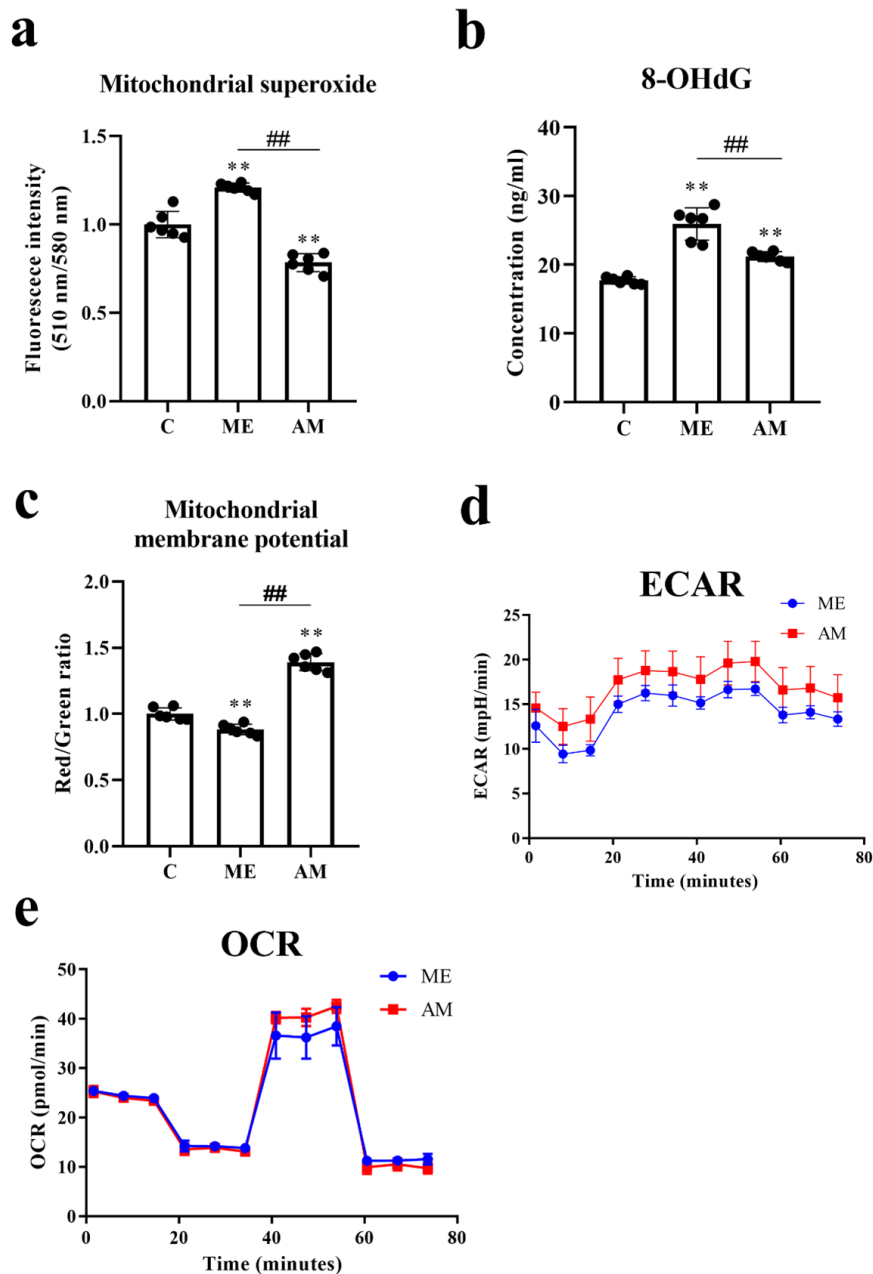 a
Mitochondrial superoxide
Fluorescece intensity
(510 nm/580 nm)
1.5
1.0
0.5
0.0
##
**
**
C ME AM
b
8-OHdG
Concentration (ng/ml)
40
30
20
10
0
##
**
**
C ME AM
c
Mitochondrial
membrane potential
Red/Green ratio
2.0
1.5
1.0
0.5
0.0
##
**
**
C ME AM
d
ECAR
ME
AM
ECAR (mpH/min)
25
20
15
10
5
0
0 20 40 60 80
Time (minutes)
e
OCR
ME
AM
OCR (pmol/min)
50
40
30
20
10
0
0 20 40 60 80
Time (minutes)